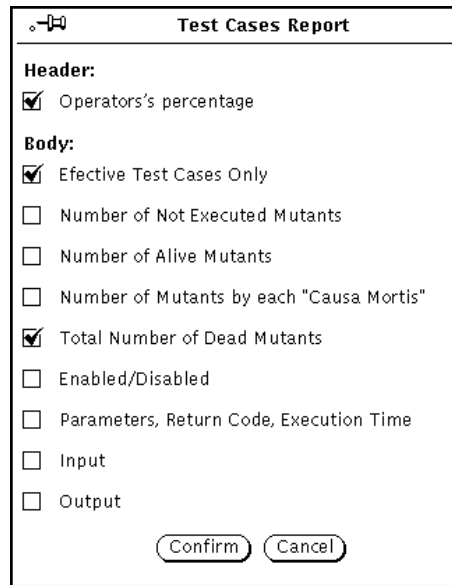 Test Cases Report
Header:
Operators's percentage
Body:
Efective Test Cases Only
Number of Not Executed Mutants
Number of Alive Mutants
Number of Mutants by each "Causa Mortis"
Total Number of Dead Mutants
Enabled/Disabled
Parameters, Return Code, Execution Time
Input
Output
Confirm Cancel